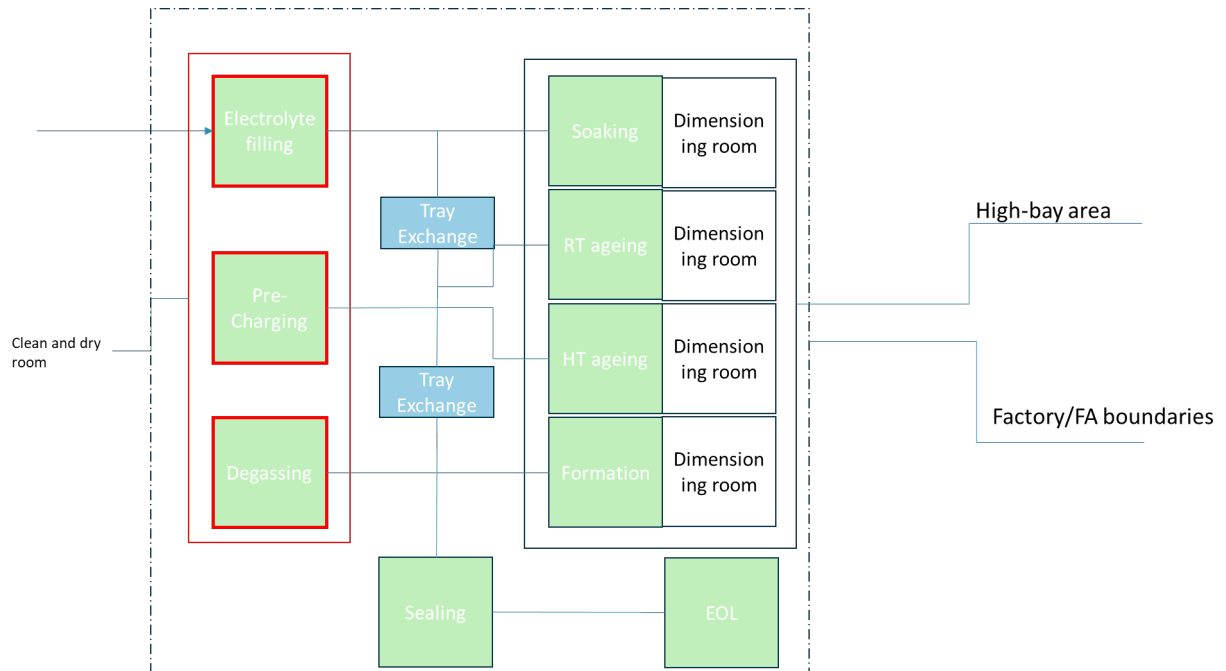 Electrolyte
filling
Soaking
Dimension
ing room
Tray
Exchange
RT ageing
Dimension
ing room
High-bay area
Pre-
Charging
HT ageing
Dimension
ing room
Clean and dry
room
Tray
Exchange
Factory/FA boundaries
Degassing
Formation
Dimension
ing room
Sealing
EOL